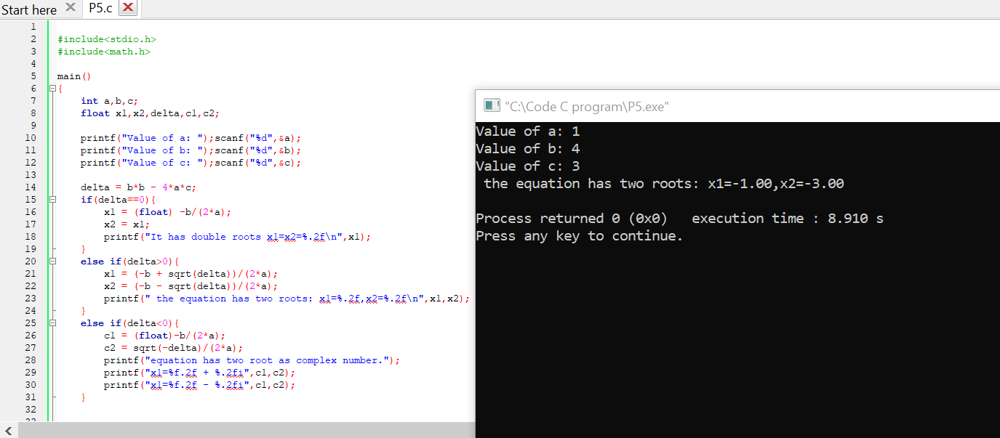 Start here P5.c
1
2 #include<stdio.h>
3 #include<math.h>
4
5 main()
6 {
7 int a,b,c;
8 float x1,x2,delta,c1,c2;
9
10 printf("Value of a: ");scanf("%d",&a);
11 printf("Value of b: ");scanf("%d",&b);
12 printf("Value of c: ");scanf("%d",&c);
13
14 delta = b*b - 4*a*c;
15 if(delta==0){
16 x1 = (float) -b/(2*a);
17 x2 = x1;
18 printf("It has double roots x1=x2=%.2f\n",x1);
19 }
20 else if(delta>0){
21 x1 = (-b + sqrt(delta))/(2*a);
22 x2 = (-b - sqrt(delta))/(2*a);
23 printf(" the equation has two roots: x1=%.2f,x2=%.2f\n",x1,x2);
24 }
25 else if(delta<0){
26 c1 = (float)-b/(2*a);
27 c2 = sqrt(-delta)/(2*a);
28 printf("equation has two root as complex number.");
29 printf("x1=%f.2f + %.2fi",c1,c2);
30 printf("x1=%f.2f - %.2fi",c1,c2);
31 }
32
33
"C:\Code C program\P5.exe"
Value of a: 1
Value of b: 4
Value of c: 3
the equation has two roots: x1=-1.00,x2=-3.00
Process returned 0 (0x0) execution time : 8.910 s
Press any key to continue.